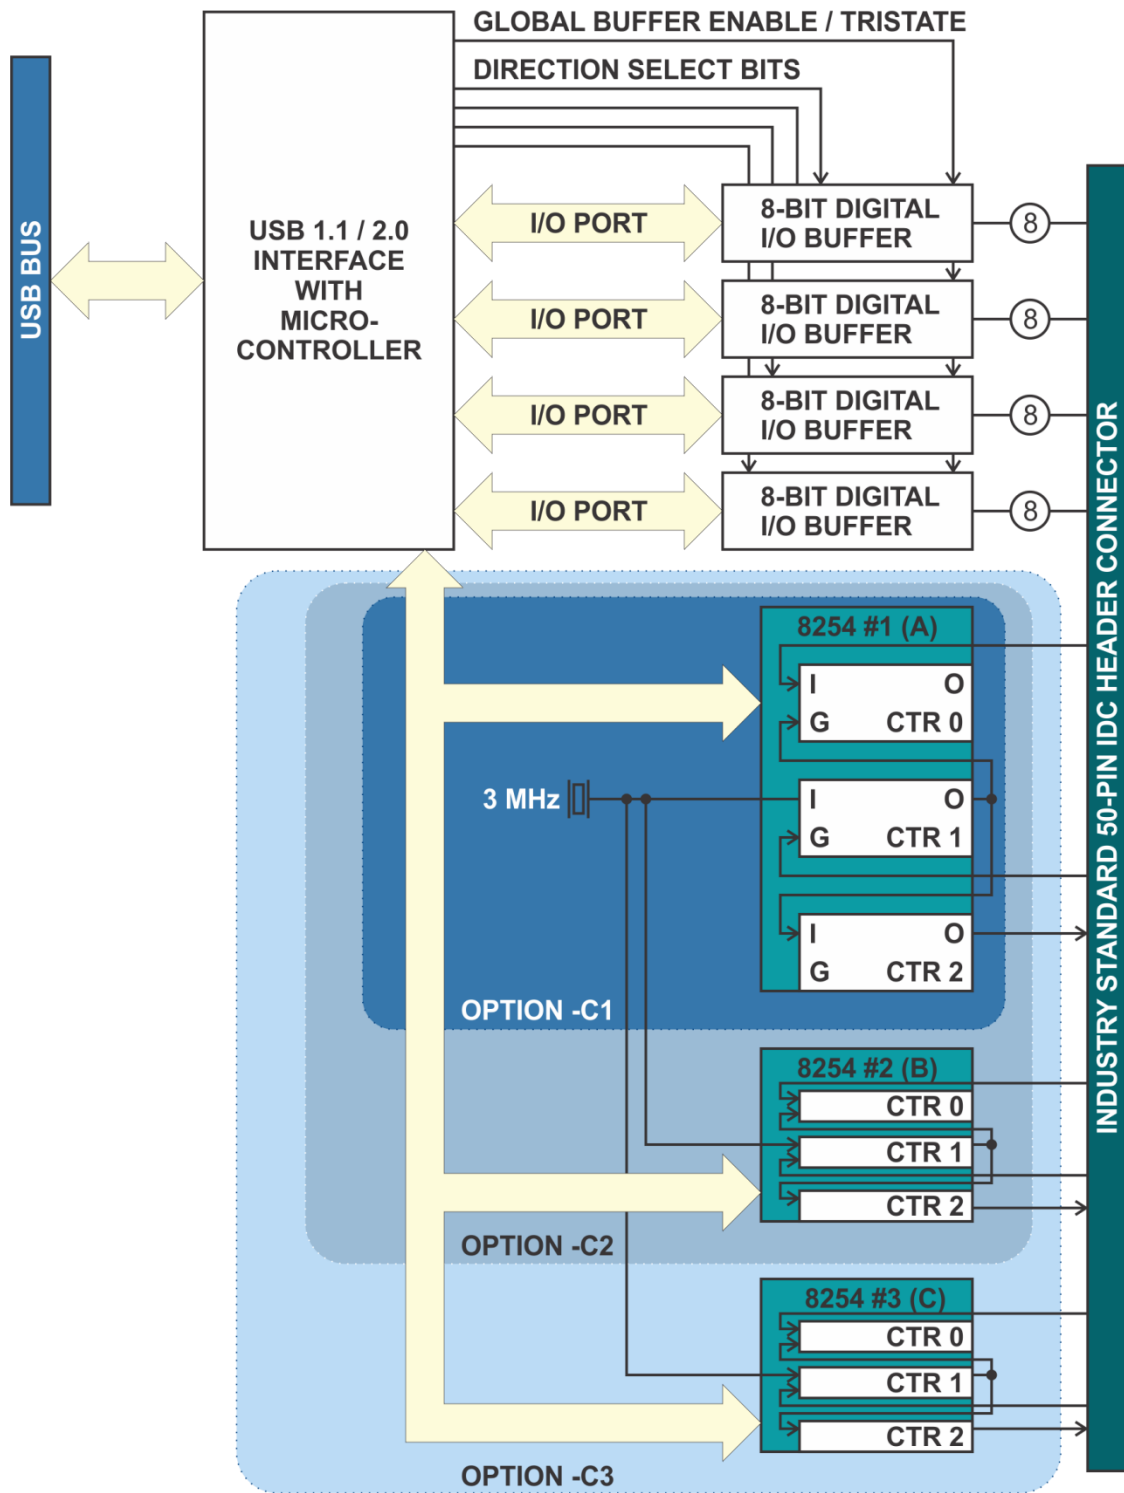 GLOBAL BUFFER ENABLE / TRISTATE
DIRECTION SELECT BITS
USB BUS
USB 1.1 / 2.0
INTERFACE
WITH
MICRO-
CONTROLLER
I/O PORT
8-BIT DIGITAL
I/O BUFFER
8
I/O PORT
8-BIT DIGITAL
I/O BUFFER
8
I/O PORT
8-BIT DIGITAL
I/O BUFFER
8
I/O PORT
8-BIT DIGITAL
I/O BUFFER
8
INDUSTRY STANDARD 50-PIN IDC HEADER CONNECTOR
8254 #1 (A)
I O
G CTR 0
3 MHz
I O
G CTR 1
I O
G CTR 2
OPTION -C1
8254 #2 (B)
CTR 0
CTR 1
CTR 2
OPTION -C2
8254 #3 (C)
CTR 0
CTR 1
CTR 2
OPTION -C3